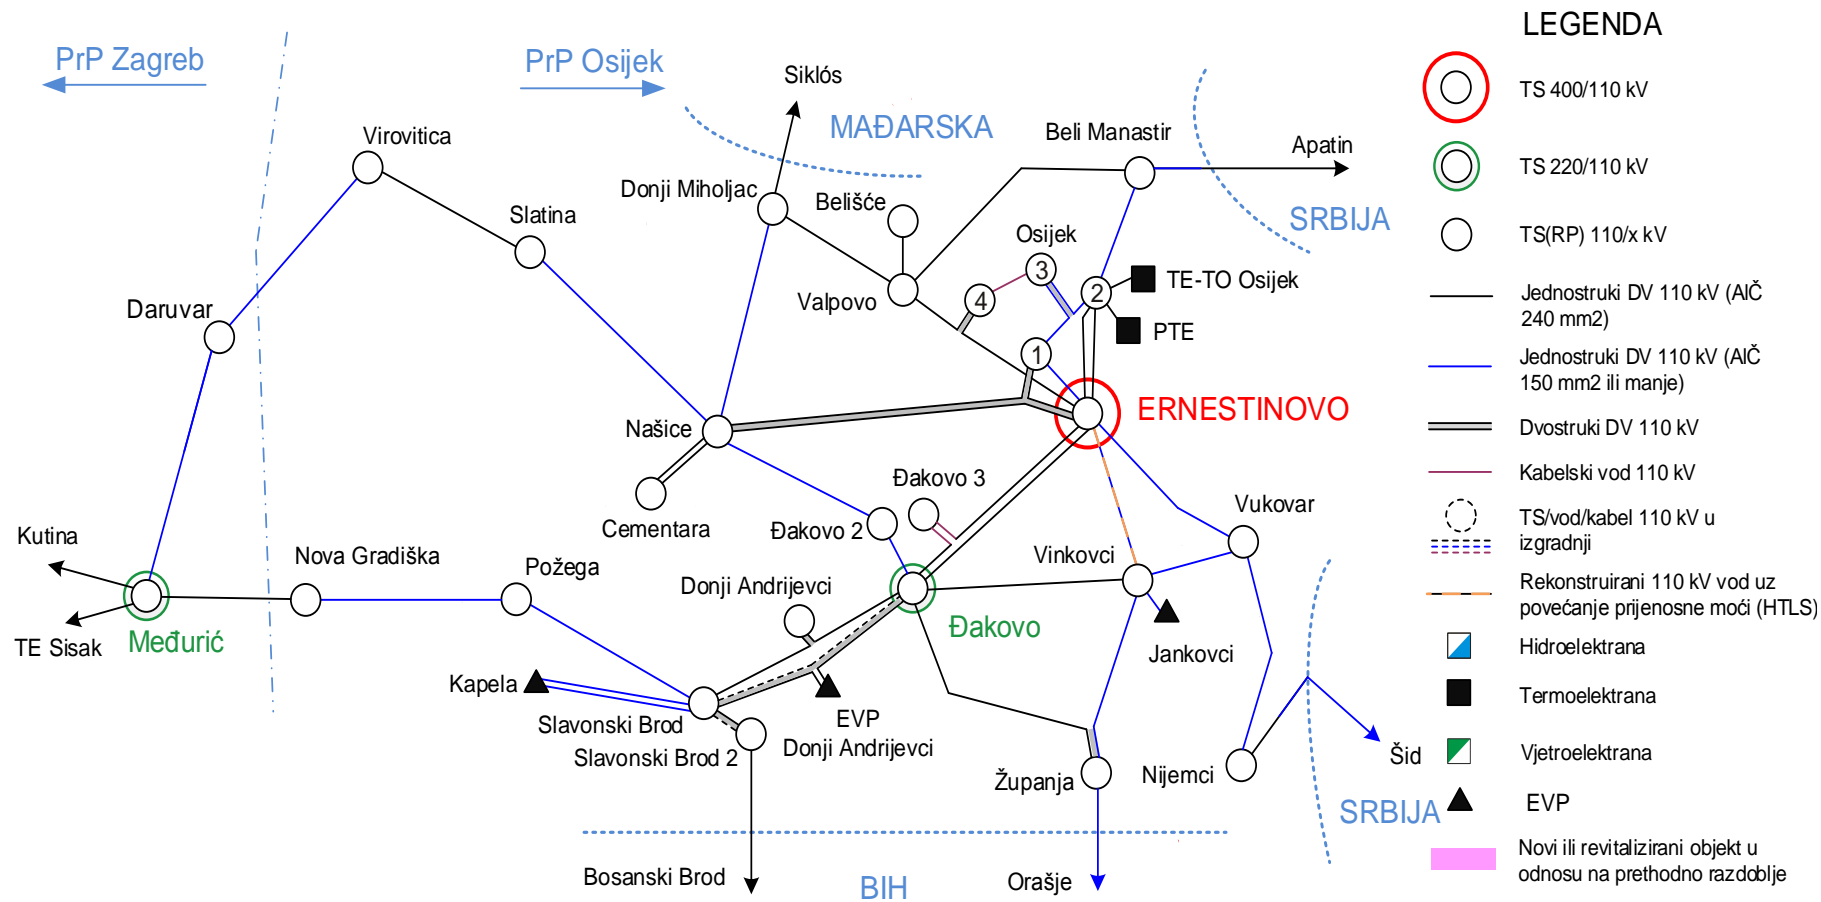 LEGENDA
PrP Zagreb
PrP Osijek
Siklós
MAĐARSKA
Virovitica
Beli Manastir
Apatin
Donji Miholjac
Belišće
SRBIJA
Slatina
Osijek
3
TE-TO Osijek
4
2
Valpovo
Daruvar
PTE
1
ERNESTINOVO
Našice
Đakovo 3
Cementara
Đakovo 2
Vukovar
Kutina
Nova Gradiška
Požega
Vinkovci
Donji Andrijevci
TE Sisak
Međurić
Đakovo
Jankovci
Kapela
Slavonski Brod
EVP
Donji Andrijevci
Slavonski Brod 2
Županja
Nijemci
Šid
SRBIJA
Bosanski Brod
BIH
Orašje
TS 400/110 kV
TS 220/110 kV
TS(RP) 110/x kV
Jednostruki DV 110 kV (AlČ
240 mm2)
Jednostruki DV 110 kV (AlČ
150 mm2 ili manje)
Dvostruki DV 110 kV
Kabelski vod 110 kV
TS/vod/kabel 110 kV u
izgradnji
Rekonstruirani 110 kV vod uz
povećanje prijenosne moći (HTLS)
Hidroelektrana
Termoelektrana
Vjetroelektrana
EVP
Novi ili revitalizirani objekt u
odnosu na prethodno razdoblje